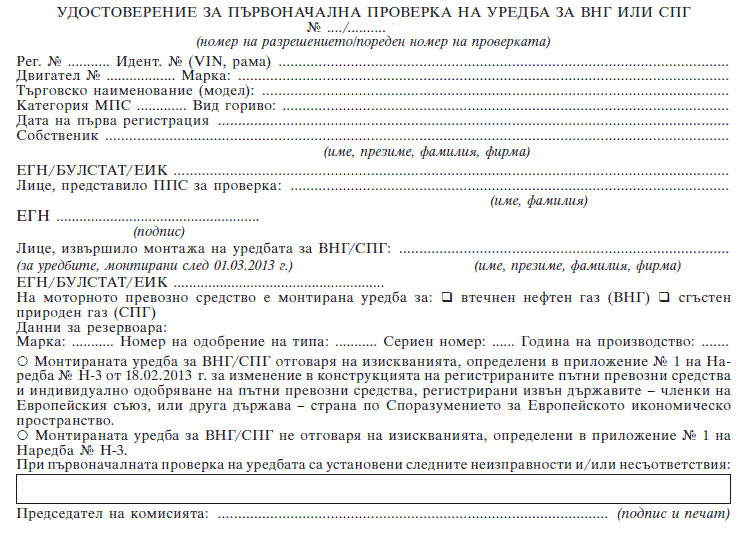 УДОСТОВЕРЕНИЕ ЗА ПЪРВОНАЧАЛНА ПРОВЕРКА НА УРЕДБА ЗА ВНГ ИЛИ СПГ
№ ..../..........
(номер на разрешението/пореден номер на проверката)
Рег. № ........... Идент. № (VIN, рама) ..........................................................
Двигател № .................. Марка: ..........................................................
Търговско наименование (модел): ..........................................................
Категория МПС ............. Вид гориво: ..........................................................
Дата на първа регистрация ..........................................................
Собственик ..........................................................
(име, презиме, фамилия, фирма)
ЕГН/БУЛСТАТ/ЕИК ..........................................................
Лице, представило ППС за проверка: ..........................................................
(име, фамилия)
ЕГН ..................................................
(подпис)
Лице, извършило монтажа на уредбата за ВНГ/СПГ: ..........................................................
(за уредбите, монтирани след 01.03.2013 г.) (име, презиме, фамилия, фирма)
ЕГН/БУЛСТАТ/ЕИК ....................................................
На моторното превозно средство е монтирана уредба за: ❏ втечнен нефтен газ (ВНГ) ❏ сгъстен
природен газ (СПГ)
Данни за резервоара:
Марка: ........... Номер на одобрение на типа: ........... Сериен номер: ...... Година на производство: .......
○ Монтираната уредба за ВНГ/СПГ отговаря на изискванията, определени в приложение № 1 на На-
редба № Н-3 от 18.02.2013 г. за изменение в конструкцията на регистрираните пътни превозни средства
и индивидуално одобряване на пътни превозни средства, регистрирани извън държавите – членки на
Европейския съюз, или друга държава – страна по Споразумението за Европейското икономическо
пространство.
○ Монтираната уредба за ВНГ/СПГ не отговаря на изискванията, определени в приложение № 1 на
Наредба № Н-3.
При първоначалната проверка на уредбата са установени следните неизправности и/или несъответствия:
Председател на комисията: .......................................................... (подпис и печат)